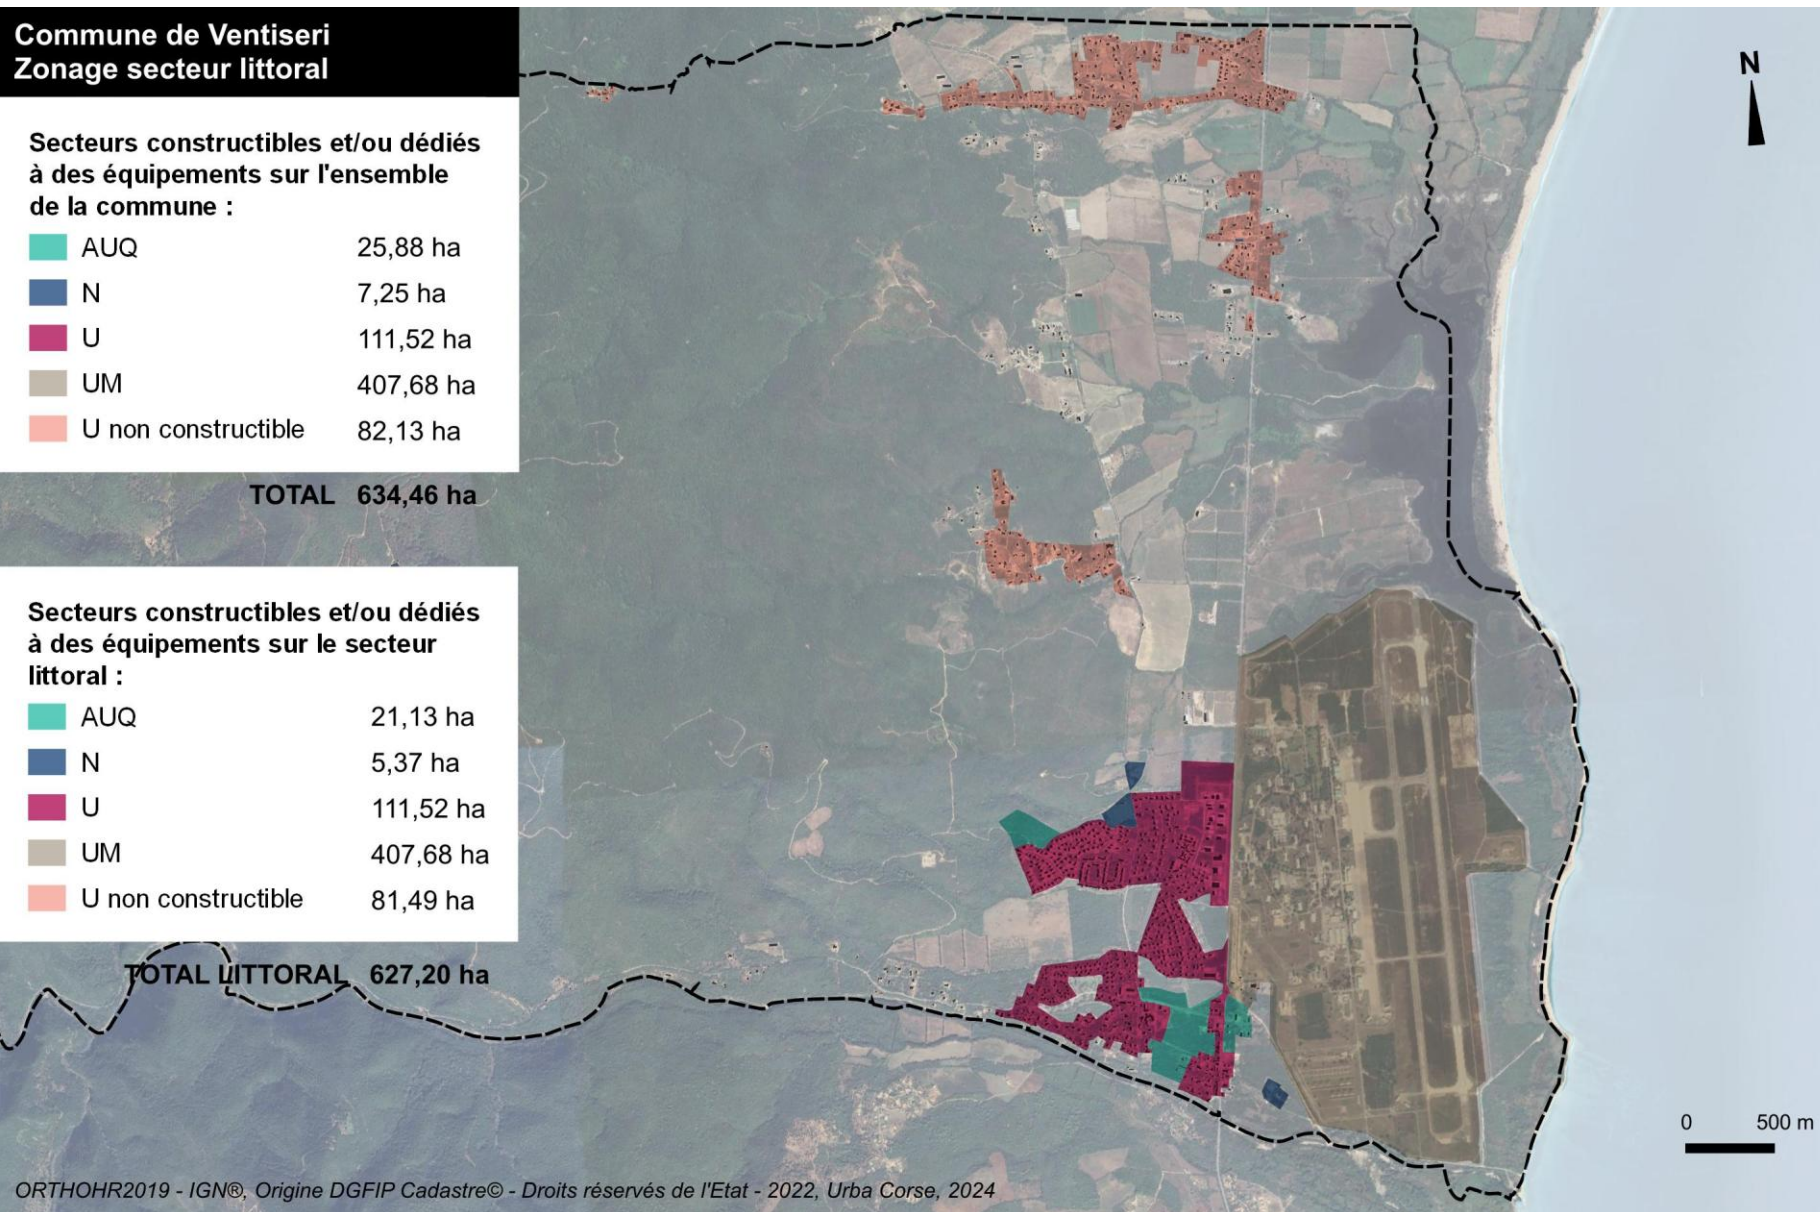 Commune de Ventiseri
Zonage secteur littoral
Secteurs constructibles et/ou dédiés
à des équipements sur l'ensemble
de la commune :
AUQ 25,88 ha
N 7,25 ha
U 111,52 ha
UM 407,68 ha
U non constructible 82,13 ha
TOTAL 634,46 ha
Secteurs constructibles et/ou dédiés
à des équipements sur le secteur
littoral :
AUQ 21,13 ha
N 5,37 ha
U 111,52 ha
UM 407,68 ha
U non constructible 81,49 ha
TOTAL LITTORAL 627,20 ha
N
0 500 m
ORTHOHR2019 - IGN®, Origine DGFIP Cadastre© - Droits réservés de l'Etat - 2022, Urba Corse, 2024